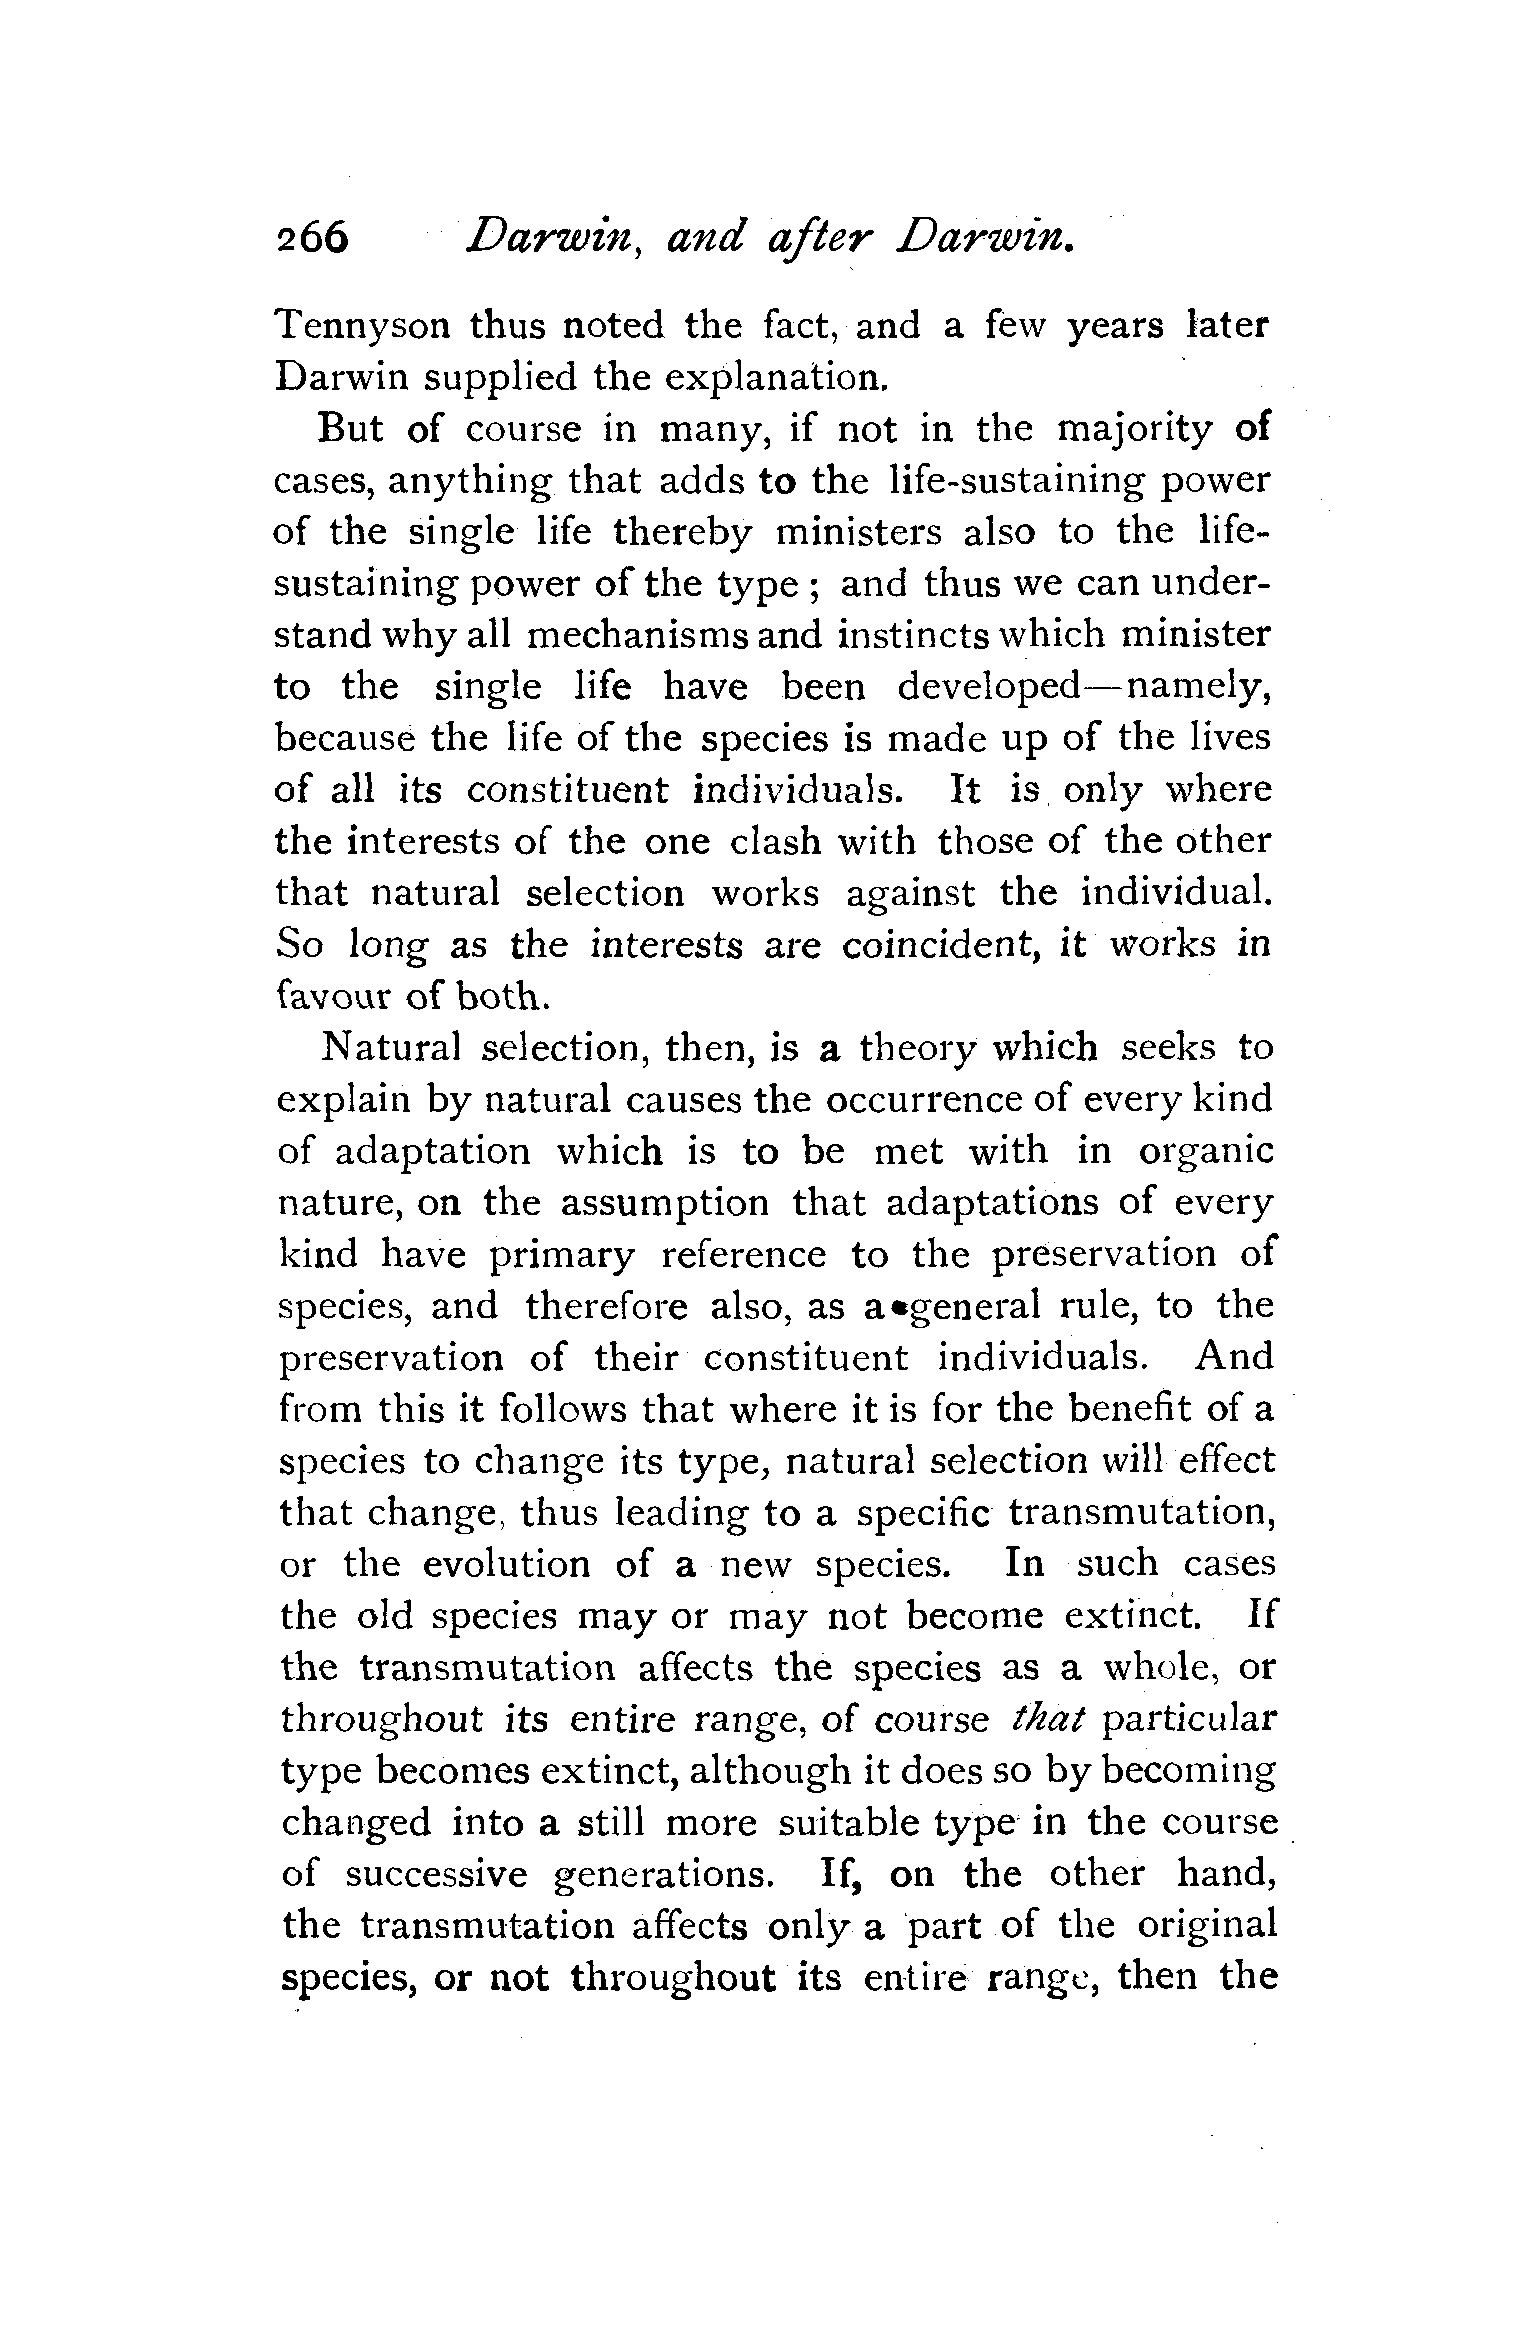 266 Darwin, and after Darwin.
Tennyson thus noted the fact, and a few years later
Darwin supplied the explanation.
But of course in many, if not in the majority of
cases, anything that adds to the life-sustaining power
of the single life thereby ministers also to the life-
sustaining power of the type ; and thus we can under-
stand why all mechanisms and instincts which minister
to the single life have been developed—namely,
because the life of the species is made up of the lives
of all its constituent individuals. It is only where
the interests of the one clash with those of the other
that natural selection works against the individual.
So long as the interests are coincident, it works in
favour of both.
Natural selection, then, is a theory which seeks to
explain by natural causes the occurrence of every kind
of adaptation which is to be met with in organic
nature, on the assumption that adaptations of every
kind have primary reference to the preservation of
species, and therefore also, as a general rule, to the
preservation of their constituent individuals. And
from this it follows that where it is for the benefit of a
species to change its type, natural selection will effect
that change, thus leading to a specific transmutation,
or the evolution of a new species. In such cases
the old species may or may not become extinct. If
the transmutation affects the species as a whole, or
throughout its entire range, of course that particular
type becomes extinct, although it does so by becoming
changed into a still more suitable type in the course
of successive generations. If, on the other hand,
the transmutation affects only a part of the original
species, or not throughout its entire range, then the